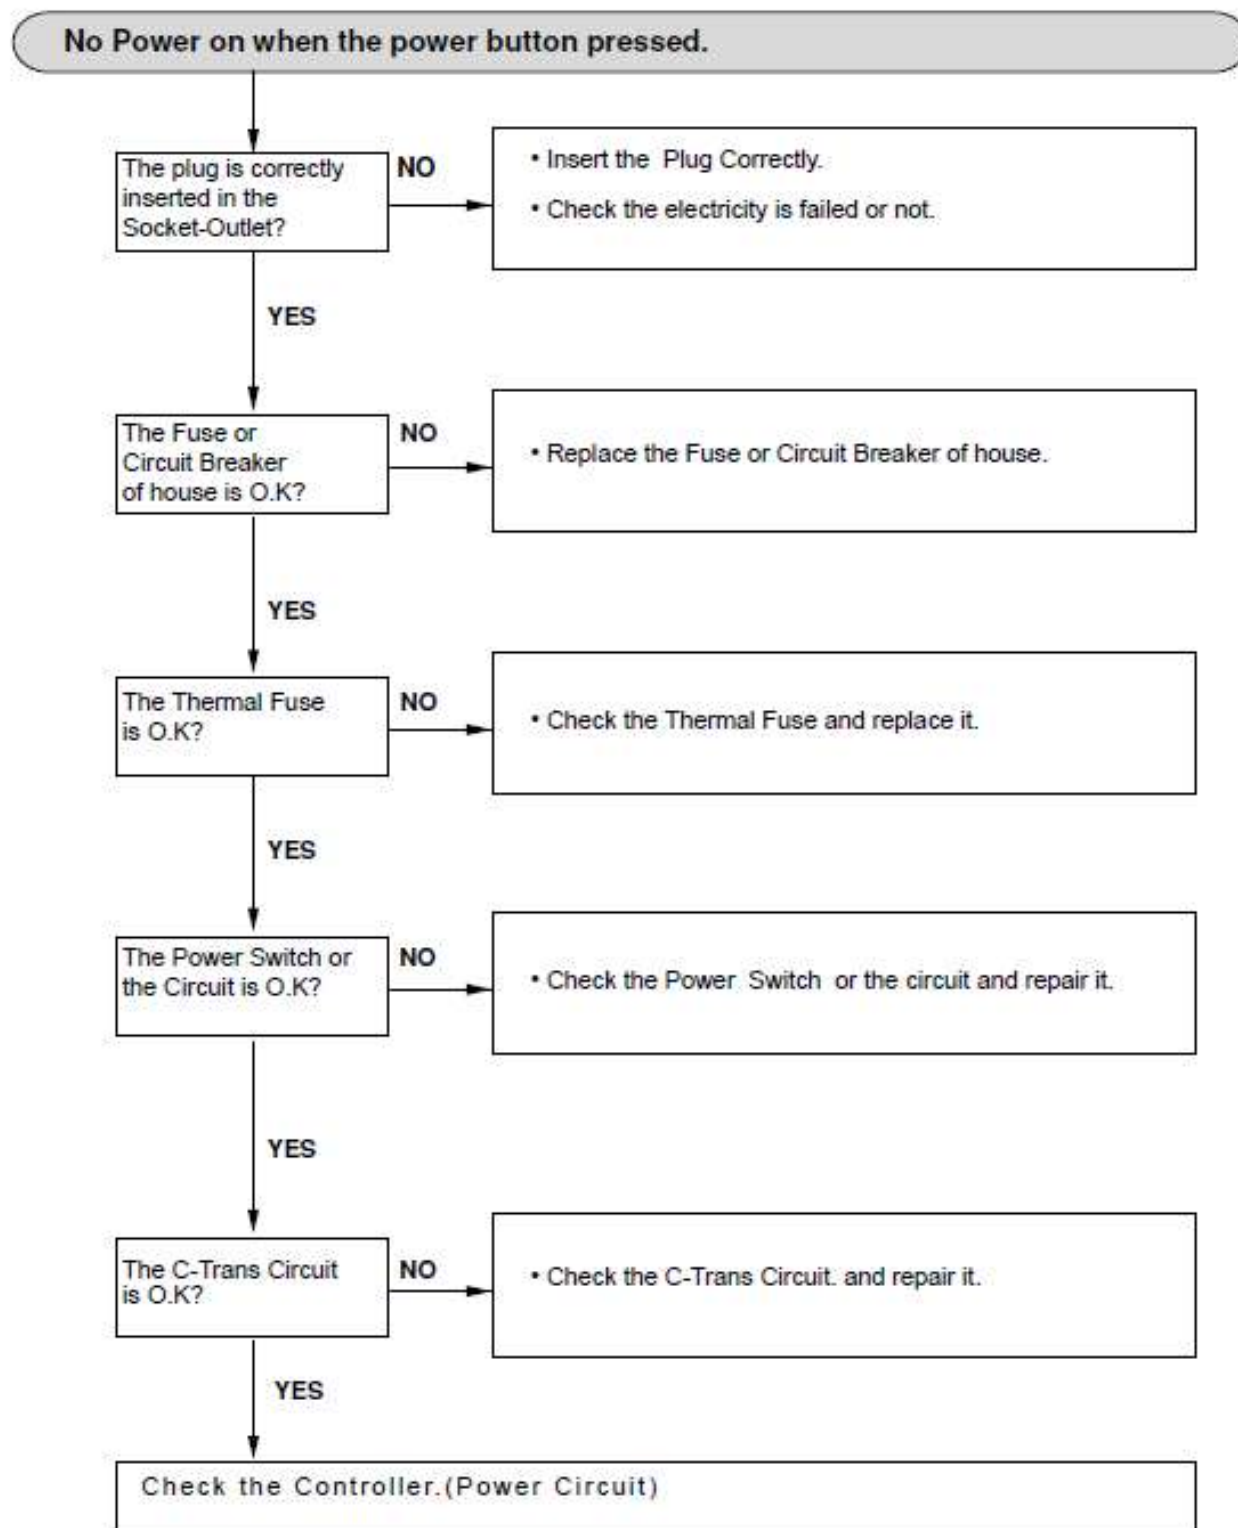 No Power on when the power button pressed.
The plug is correctly
inserted in the
Socket-Outlet?
NO
• Insert the Plug Correctly.
• Check the electricity is failed or not.
YES
The Fuse or
Circuit Breaker
of house is O.K?
NO
• Replace the Fuse or Circuit Breaker of house.
YES
The Thermal Fuse
is O.K?
NO
• Check the Thermal Fuse and replace it.
YES
The Power Switch or
the Circuit is O.K?
NO
• Check the Power Switch or the circuit and repair it.
YES
The C-Trans Circuit
is O.K?
NO
• Check the C-Trans Circuit. and repair it.
YES
Check the Controller.(Power Circuit)